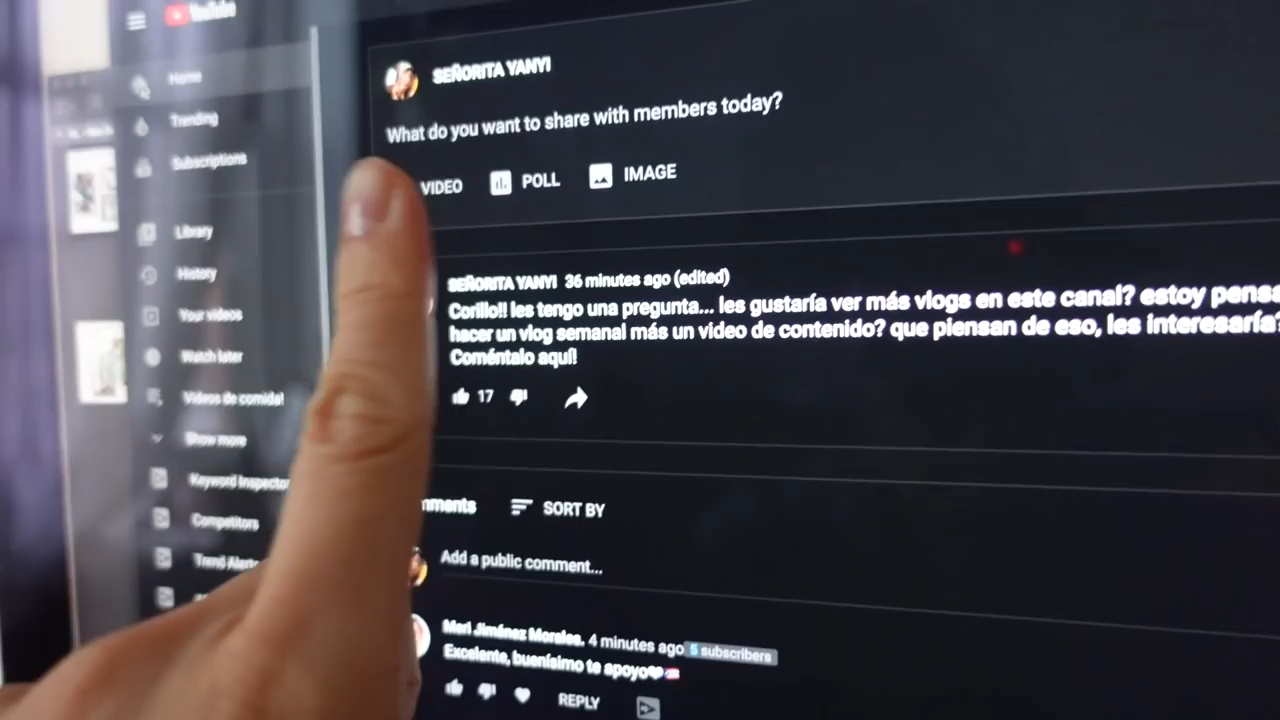 YouTube
Home
Trending
Subscriptions
Library
History
Your videos
Watch later
Videos de comida!
Show more
Keyword Inspector
Competitors
Trend Alerts
SEÑORITA YANYI
What do you want to share with members today?
VIDEO
POLL
IMAGE
SEÑORITA YANYI 36 minutes ago (edited)
Corillo!! les tengo una pregunta... les gustaría ver más vlogs en este canal? estoy pensa
hacer un vlog semanal más un video de contenido? que piensan de eso, les interesaría?
Coméntalo aquí!
17
mments
SORT BY
Add a public comment...
Meri Jiménez Morales. 4 minutes ago 5 subscribers
Excelente, buenísimo te apoyo❤🇵🇷
REPLY